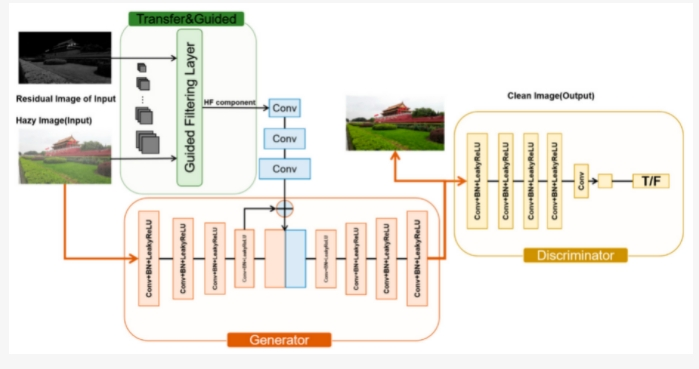 Transfer&Guided
Residual Image of Input
Hazy Image(Input)
Guided Filtering Layer
HF component
Conv
Conv
Conv
Clean Image(Output)
Conv+BN+LeakyReLU
Conv+BN+LeakyReLU
Conv+BN+LeakyReLU
Conv+BN+LeakyReLU
Conv
T/F
Discriminator
Conv+BN+LeakyReLU
Conv+BN+LeakyReLU
Conv+BN+LeakyReLU
Conv+BN+LeakyReLU
Conv+BN+LeakyReLU
Conv+BN+LeakyReLU
Conv+BN+LeakyReLU
Conv+BN+LeakyReLU
Generator